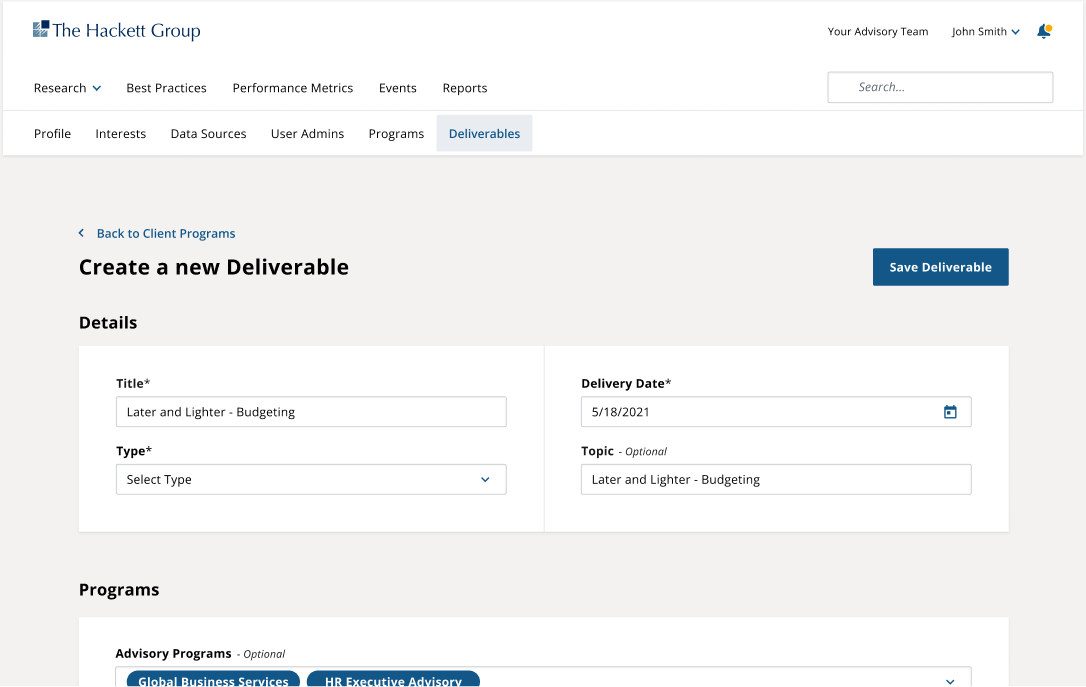 The Hackett Group
Your Advisory Team John Smith
Research Best Practices Performance Metrics Events Reports
Search...
Profile Interests Data Sources User Admins Programs Deliverables
Back to Client Programs
Create a new Deliverable
Save Deliverable
Details
Title*
Later and Lighter - Budgeting
Type*
Select Type
Delivery Date*
5/18/2021
Topic - Optional
Later and Lighter - Budgeting
Programs
Advisory Programs - Optional
Global Business Services HR Executive Advisory